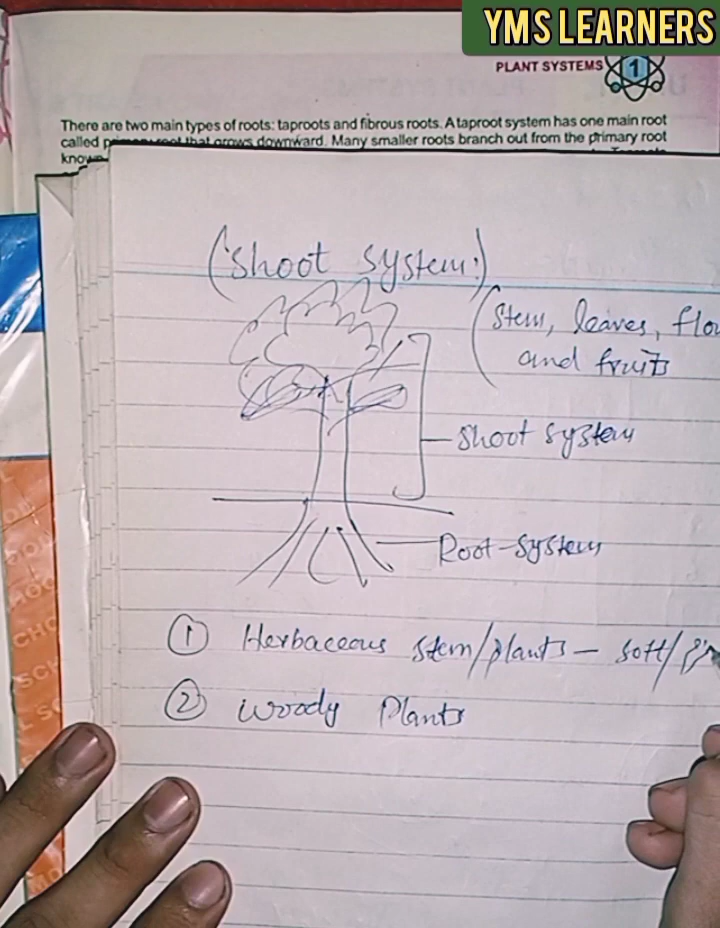 YMS LEARNERS
PLANT SYSTEMS 1
There are two main types of roots: taproots and fibrous roots. A taproot system has one main root
called that grows downward. Many smaller roots branch out from the primary root
(Shoot system:)
(Stem, leaves, flo
and fruits
Shoot system
Root-system
① Herbaceous stem/plants - soft/
② Woody Plants